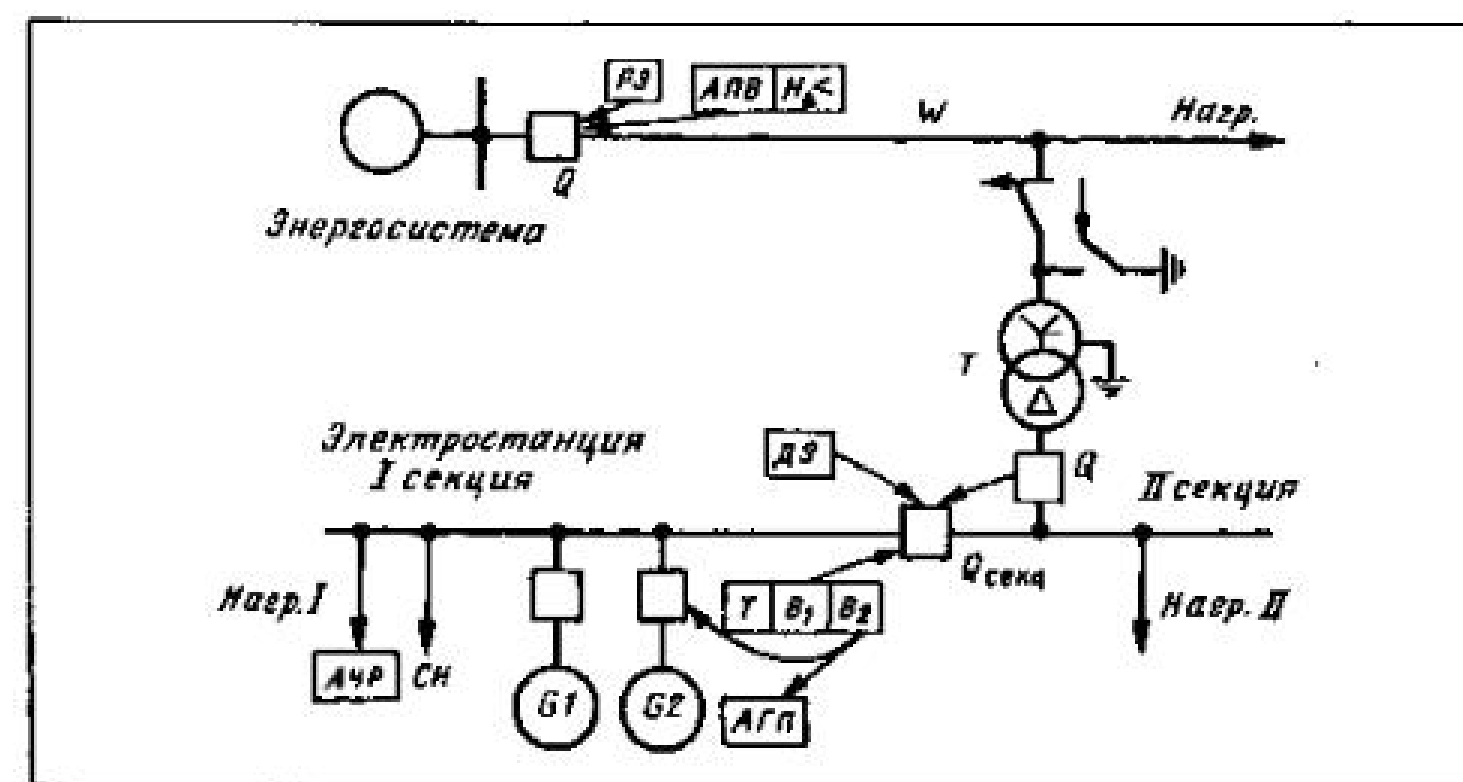 РЗ
АПВ Н<
W
Нагр.
Q
Энергосистема
T
Электростанция
I секция
ДЗ
Q
II секция
Qсекц
Нагр. I
T B1 B2
Нагр. II
АЧР
СН
G1
G2
АГП